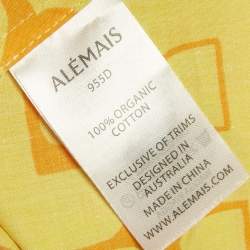 ALÉMAIS
955D
100% ORGANIC
COTTON
EXCLUSIVE OF TRIMS
DESIGNED IN
AUSTRALIA
MADE IN CHINA
WWW.ALEMAIS.COM